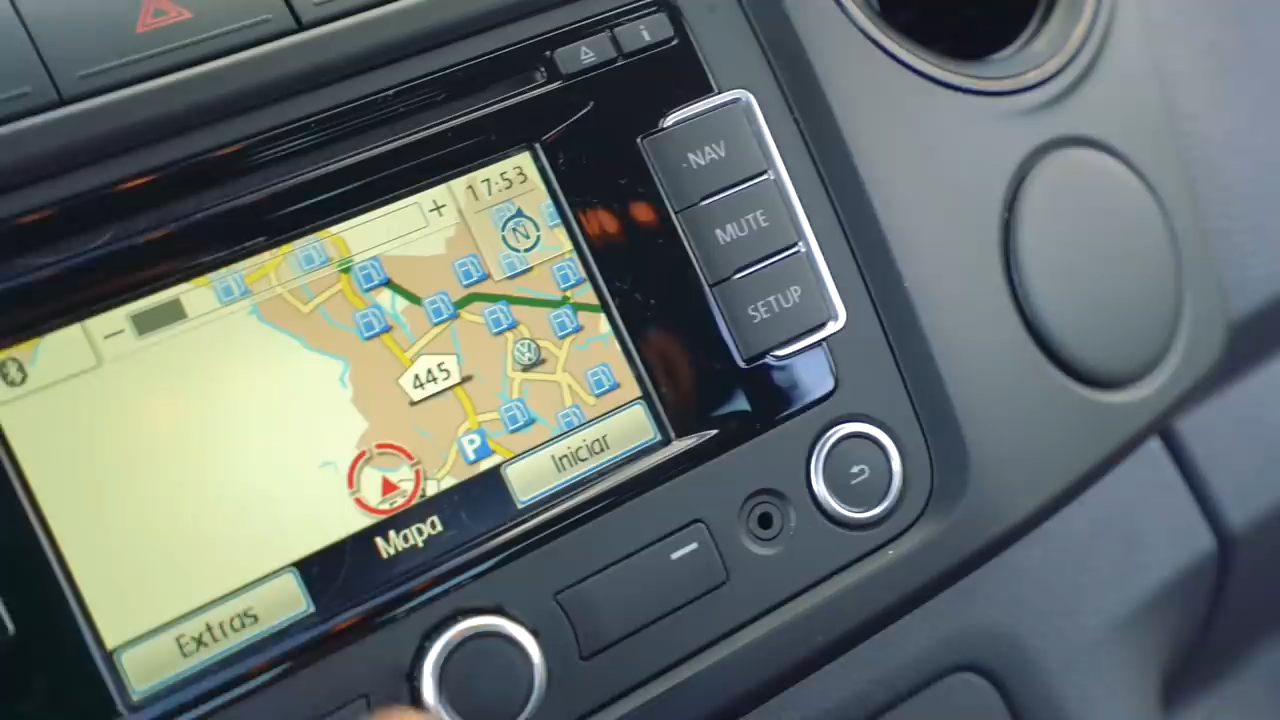 i
NAV
MUTE
SETUP
17:53
+
N
−
445
P
Iniciar
Mapa
Extras